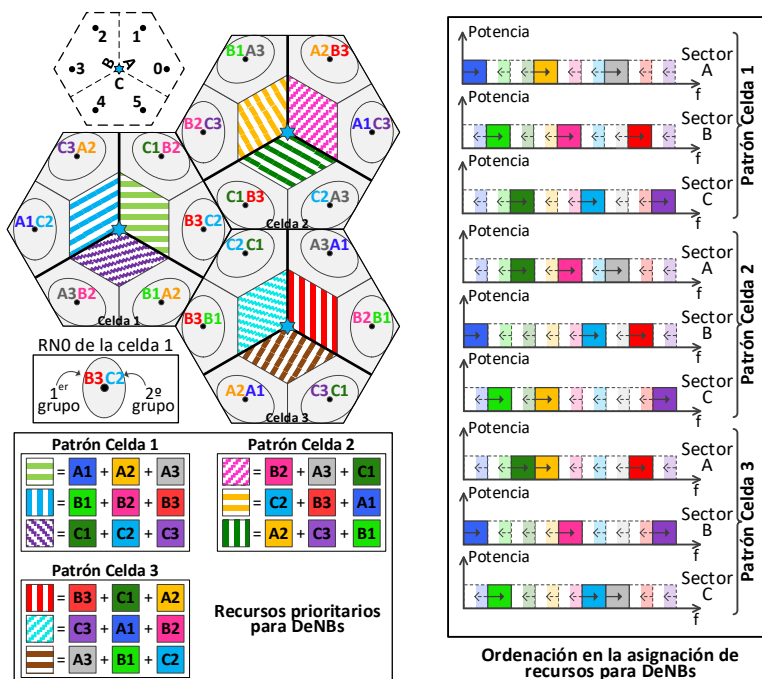 2 1
3 B A 0
C
4 5
B1A3 A2B3
B2C3 A1C3
C1B3 C2A3
Celda 2
C3A2 C1B2
A1C2 B3C2
A3B2 B1A2
Celda 1
C2C1 A3A1
B3B1 B2B1
A2A1 C3C1
Celda 3
RN0 de la celda 1
B3C2
1er grupo
2º grupo
Patrón Celda 1
= A1 + A2 + A3
= B1 + B2 + B3
= C1 + C2 + C3
Patrón Celda 2
= B2 + A3 + C1
= C2 + B3 + A1
= A2 + C3 + B1
Patrón Celda 3
= B3 + C1 + A2
= C3 + A1 + B2
= A3 + B1 + C2
Recursos prioritarios
para DeNBs
Potencia
Sector
A
f
Potencia
Sector
B
f
Potencia
Sector
C
f
Patrón Celda 1
Potencia
Sector
A
f
Potencia
Sector
B
f
Potencia
Sector
C
f
Patrón Celda 2
Potencia
Sector
A
f
Potencia
Sector
B
f
Potencia
Sector
C
f
Patrón Celda 3
Ordenación en la asignación de
recursos para DeNBs